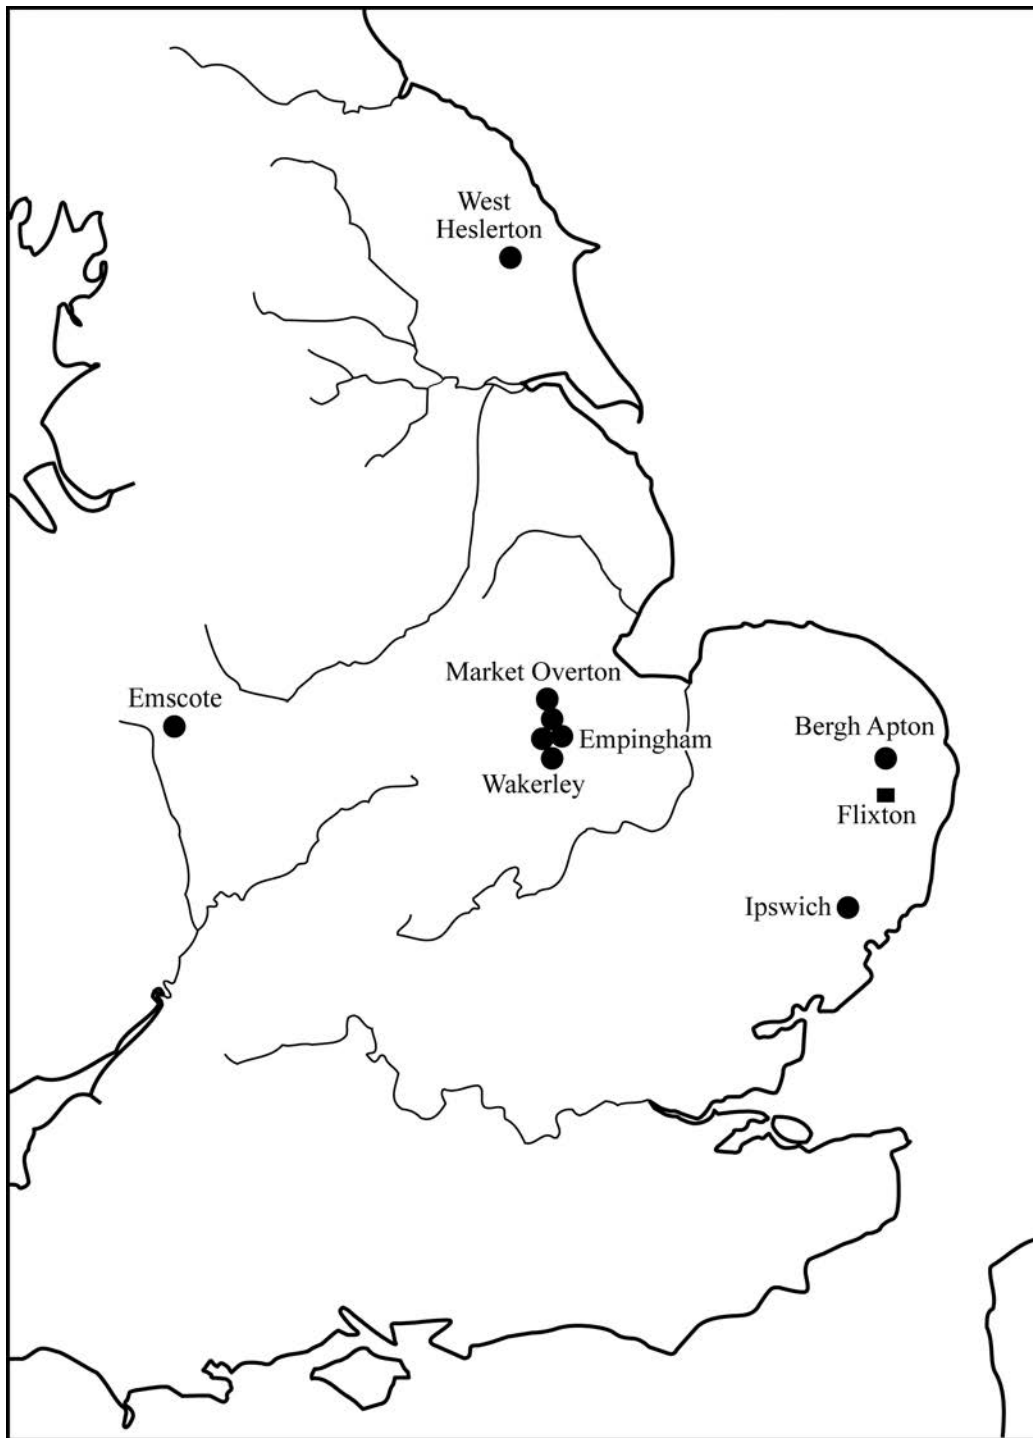 West
Heslerton
Market Overton
Emscote
Bergh Apton
Empingham
Wakerley
Flixton
Ipswich